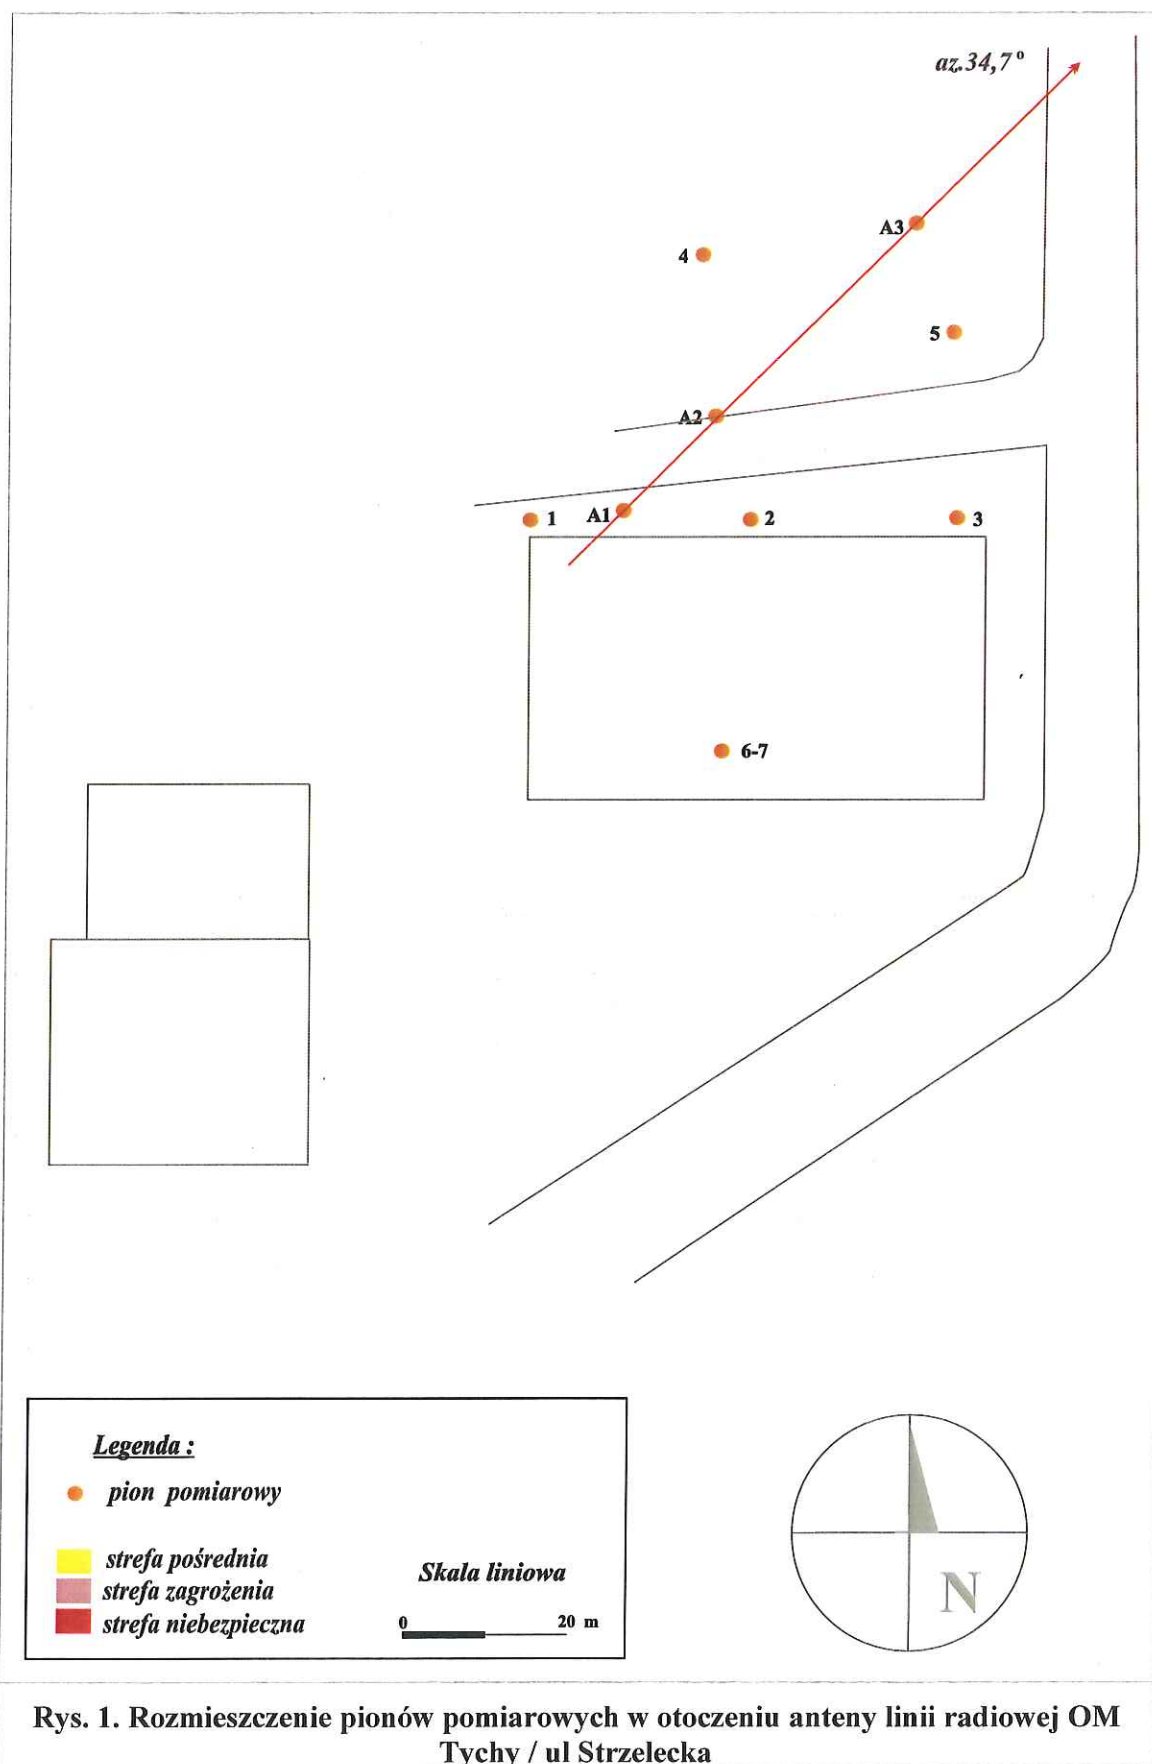 az.34,7°
A3
4
5
A2
1
A1
2
3
6-7
Legenda :
pion pomiarowy
strefa pośrednia
strefa zagrożenia
strefa niebezpieczna
Skala liniowa
0 20 m
N
Rys. 1. Rozmieszczenie pionów pomiarowych w otoczeniu anteny linii radiowej OM
Tychy / ul Strzelecka